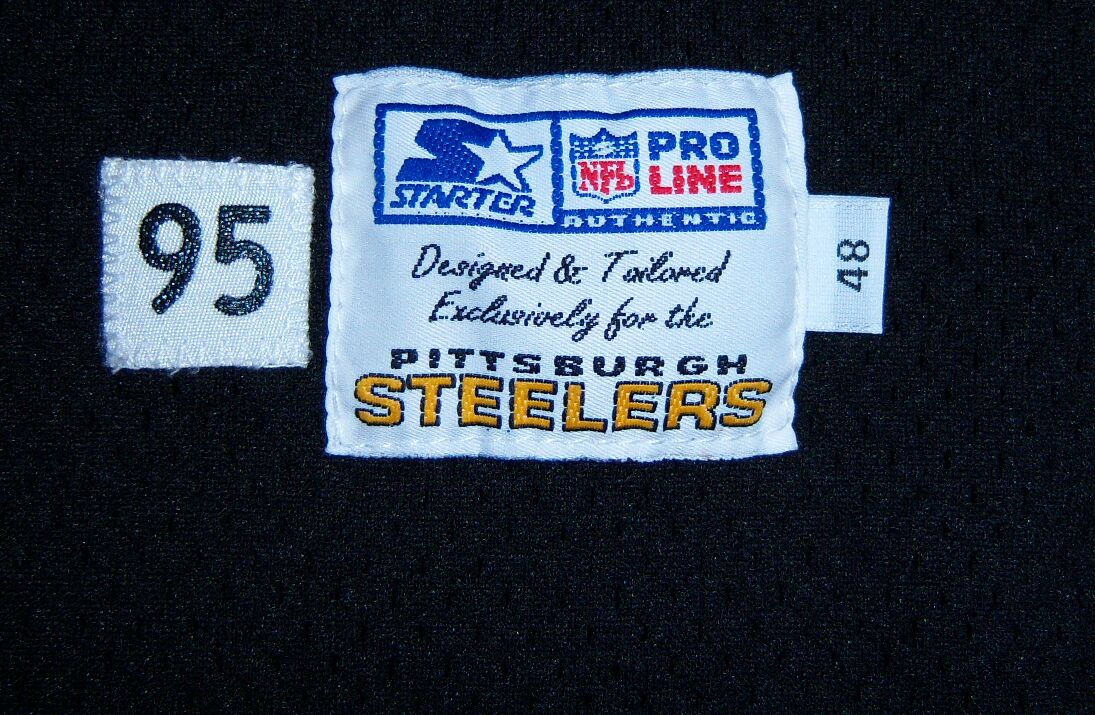 95
STARTER
NFL
PRO
LINE
AUTHENTIC
Designed & Tailored
Exclusively for the
PITTSBURGH
STEELERS
48